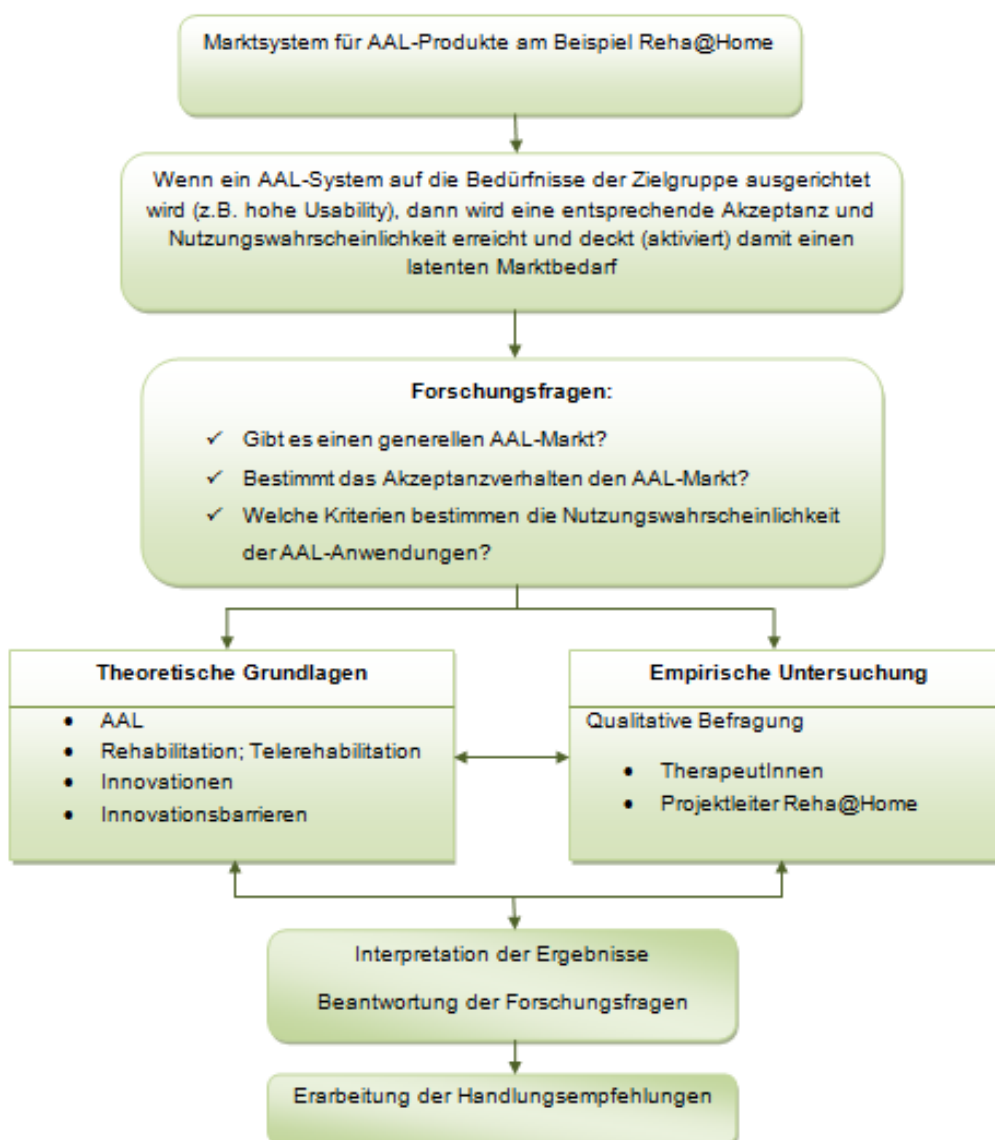 Marktsystem für AAL-Produkte am Beispiel Reha@Home
Wenn ein AAL-System auf die Bedürfnisse der Zielgruppe ausgerichtet
wird (z.B. hohe Usability), dann wird eine entsprechende Akzeptanz und
Nutzungswahrscheinlichkeit erreicht und deckt (aktiviert) damit einen
latenten Marktbedarf
Forschungsfragen:
✓ Gibt es einen generellen AAL-Markt?
✓ Bestimmt das Akzeptanzverhalten den AAL-Markt?
✓ Welche Kriterien bestimmen die Nutzungswahrscheinlichkeit
der AAL-Anwendungen?
Theoretische Grundlagen
• AAL
• Rehabilitation; Telerehabilitation
• Innovationen
• Innovationsbarrieren
Empirische Untersuchung
Qualitative Befragung
• TherapeutInnen
• Projektleiter Reha@Home
Interpretation der Ergebnisse
Beantwortung der Forschungsfragen
Erarbeitung der Handlungsempfehlungen